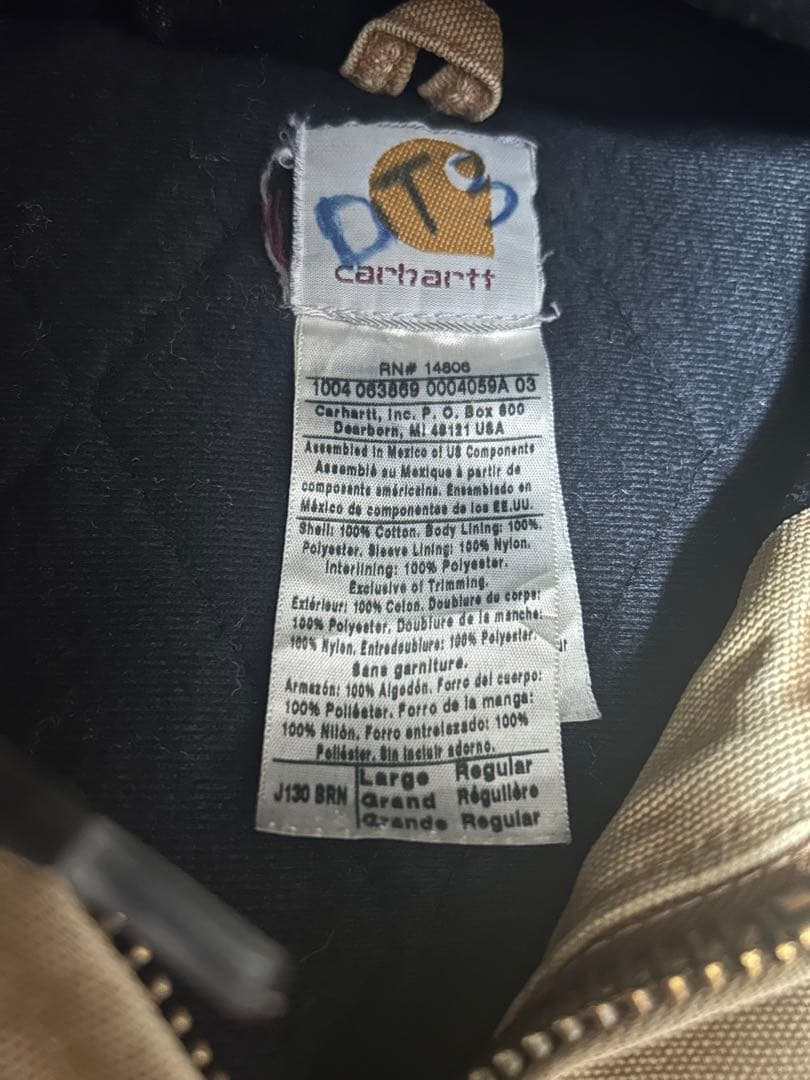 DTS
carhartt
RN# 14806
1004 063869 0004059A 03
Carhartt, Inc. P. O. Box 600
Dearborn, MI 48121 USA
Assembled in Mexico of US Components
Assemblé au Mexique à partir de
composants américains. Ensamblado en
México de componentes de los EE.UU.
Shell: 100% Cotton. Body Lining: 100%.
Polyester. Sleeve Lining: 100% Nylon.
Interlining: 100% Polyester.
Exclusive of Trimming.
Extérieur: 100% Coton. Doublure du corps:
100% Polyester. Doublure de la manche:
100% Nylon. Entredoublure: 100% Polyester.
Sans garniture.
Armazón: 100% Algodón. Forro del cuerpo:
100% Poliéster. Forro de la manga:
100% Nilón. Forro entrelazado: 100%
Poliéster. Sin incluir adorno.
J130 BRN Large Regular
Grand Régulière
Grande Regular